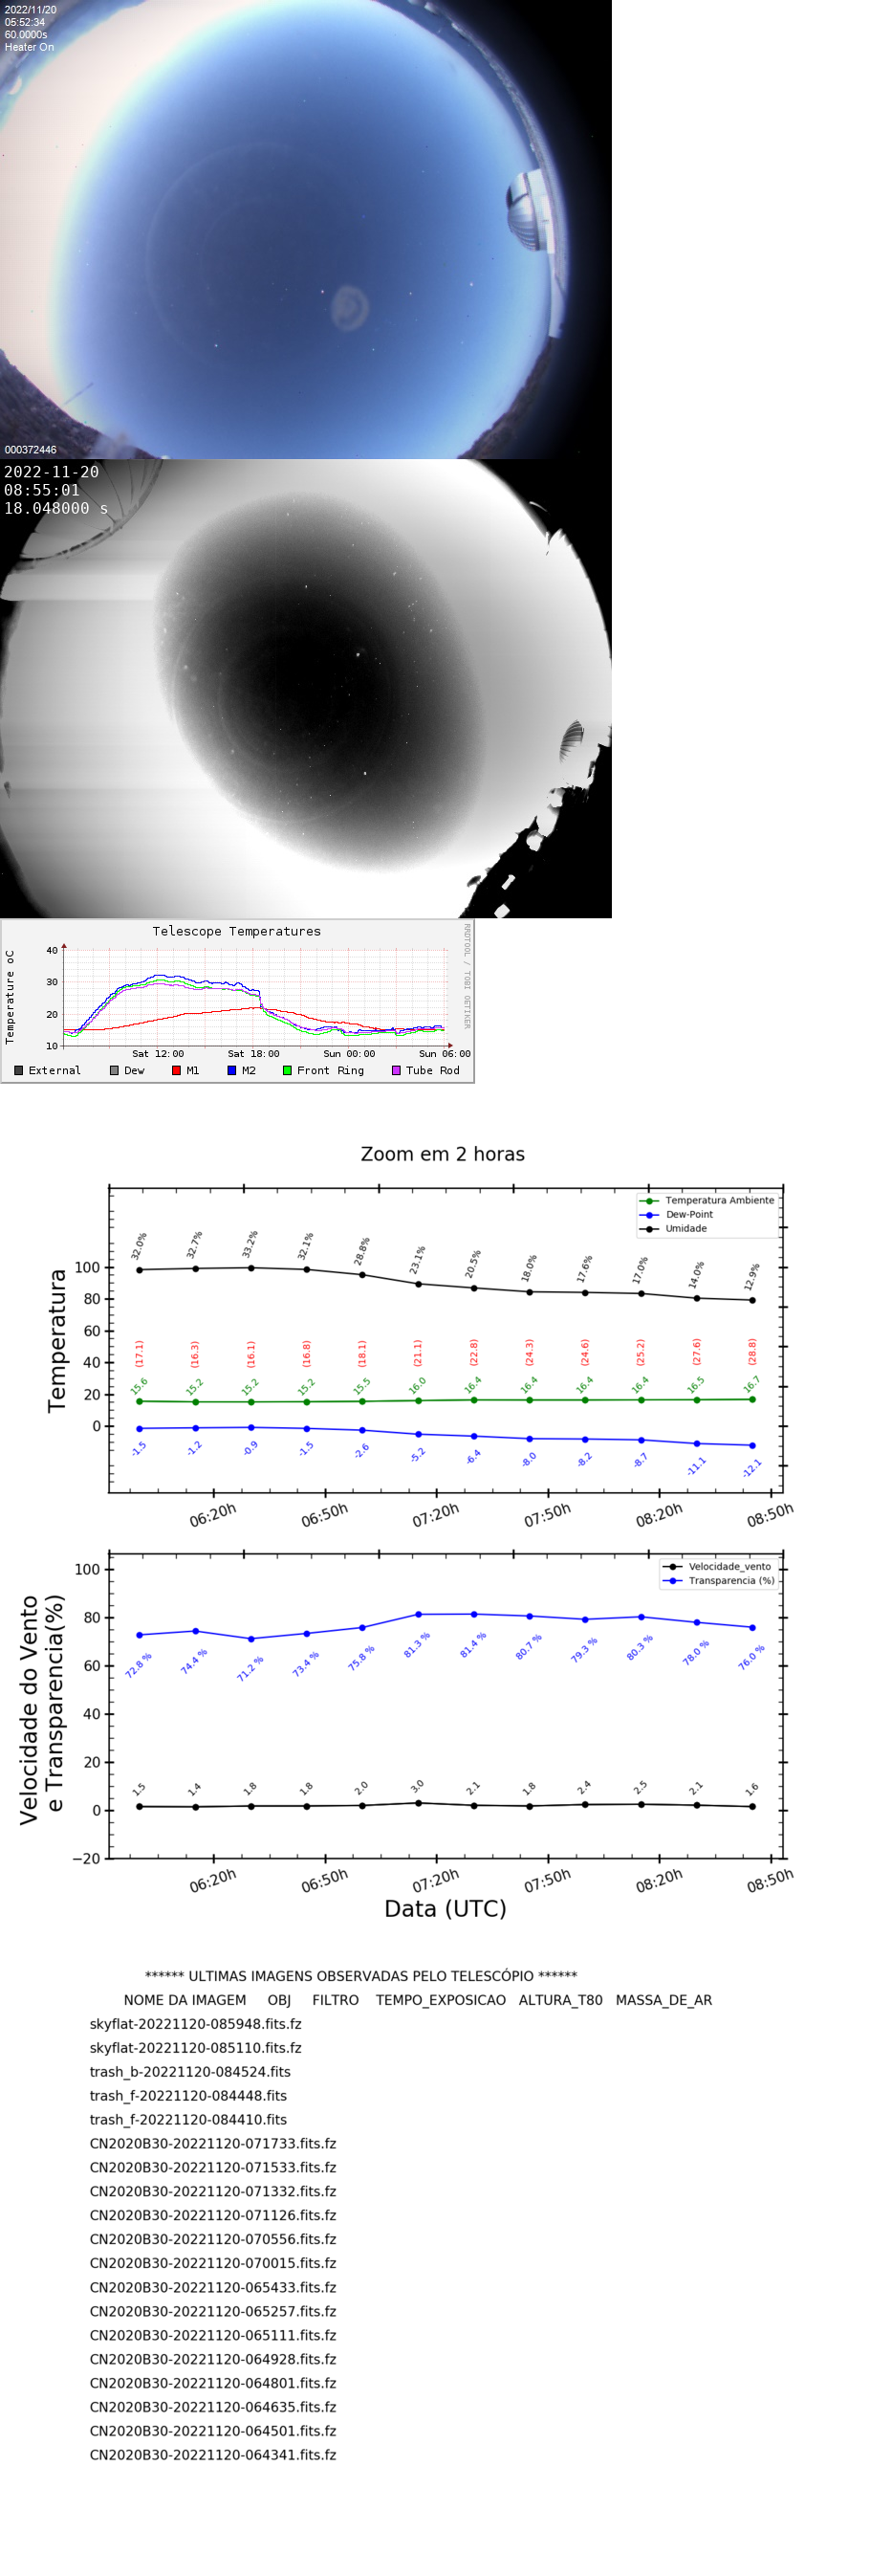 2022/11/20
05:52:34
60.0000s
Heater On
000372446
2022-11-20
08:55:01
18.048000 s
Telescope Temperatures
RRDTOOL / TOBI OETIKER
Temperature oC
40
30
20
10
Sat 12:00 Sat 18:00 Sun 00:00 Sun 06:00
External Dew M1 M2 Front Ring Tube Rod
Zoom em 2 horas
Temperatura Ambiente
Dew-Point
Umidade
Temperatura
100
80
60
40
20
0
32.0% 32.7% 33.2% 32.1% 28.8% 23.1% 20.5% 18.0% 17.6% 17.0% 14.0% 12.9%
(17.1) (16.3) (16.1) (16.8) (18.1) (21.1) (22.8) (24.3) (24.6) (25.2) (27.6) (28.8)
15.6 15.2 15.2 15.2 15.5 16.0 16.4 16.4 16.4 16.4 16.5 16.7
-1.5 -1.2 -0.9 -1.5 -2.6 -5.2 -6.4 -8.0 -8.2 -8.7 -11.1 -12.1
06:20h 06:50h 07:20h 07:50h 08:20h 08:50h
Velocidade_vento
Transparencia (%)
Velocidade do Vento
e Transparencia(%)
100
80
60
40
20
0
−20
72.8 % 74.4 % 71.2 % 73.4 % 75.8 % 81.3 % 81.4 % 80.7 % 79.3 % 80.3 % 78.0 % 76.0 %
1.5 1.4 1.8 1.8 2.0 3.0 2.1 1.8 2.4 2.5 2.1 1.6
06:20h 06:50h 07:20h 07:50h 08:20h 08:50h
Data (UTC)
****** ULTIMAS IMAGENS OBSERVADAS PELO TELESCÓPIO ******
NOME DA IMAGEM OBJ FILTRO TEMPO_EXPOSICAO ALTURA_T80 MASSA_DE_AR
skyflat-20221120-085948.fits.fz
skyflat-20221120-085110.fits.fz
trash_b-20221120-084524.fits
trash_f-20221120-084448.fits
trash_f-20221120-084410.fits
CN2020B30-20221120-071733.fits.fz
CN2020B30-20221120-071533.fits.fz
CN2020B30-20221120-071332.fits.fz
CN2020B30-20221120-071126.fits.fz
CN2020B30-20221120-070556.fits.fz
CN2020B30-20221120-070015.fits.fz
CN2020B30-20221120-065433.fits.fz
CN2020B30-20221120-065257.fits.fz
CN2020B30-20221120-065111.fits.fz
CN2020B30-20221120-064928.fits.fz
CN2020B30-20221120-064801.fits.fz
CN2020B30-20221120-064635.fits.fz
CN2020B30-20221120-064501.fits.fz
CN2020B30-20221120-064341.fits.fz